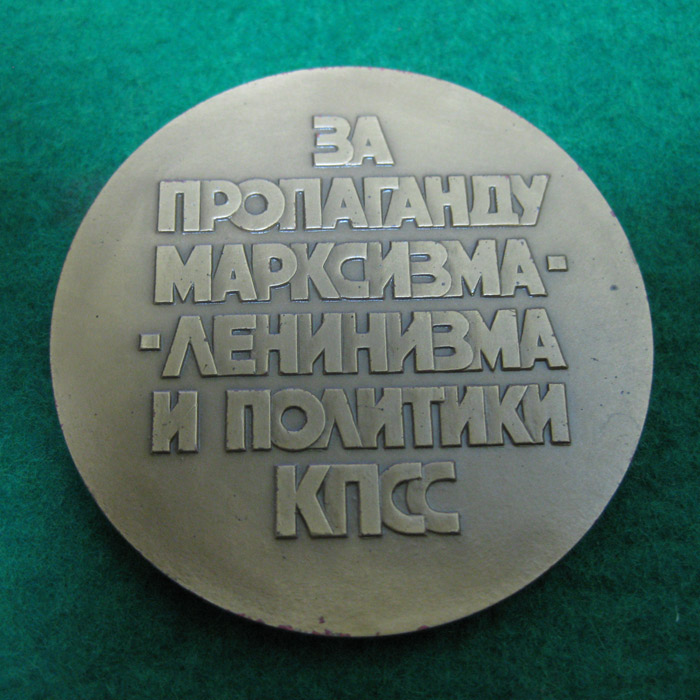 ЗА
ПРОПАГАНДУ
МАРКСИЗМА-
-ЛЕНИНИЗМА
И ПОЛИТИКИ
КПСС